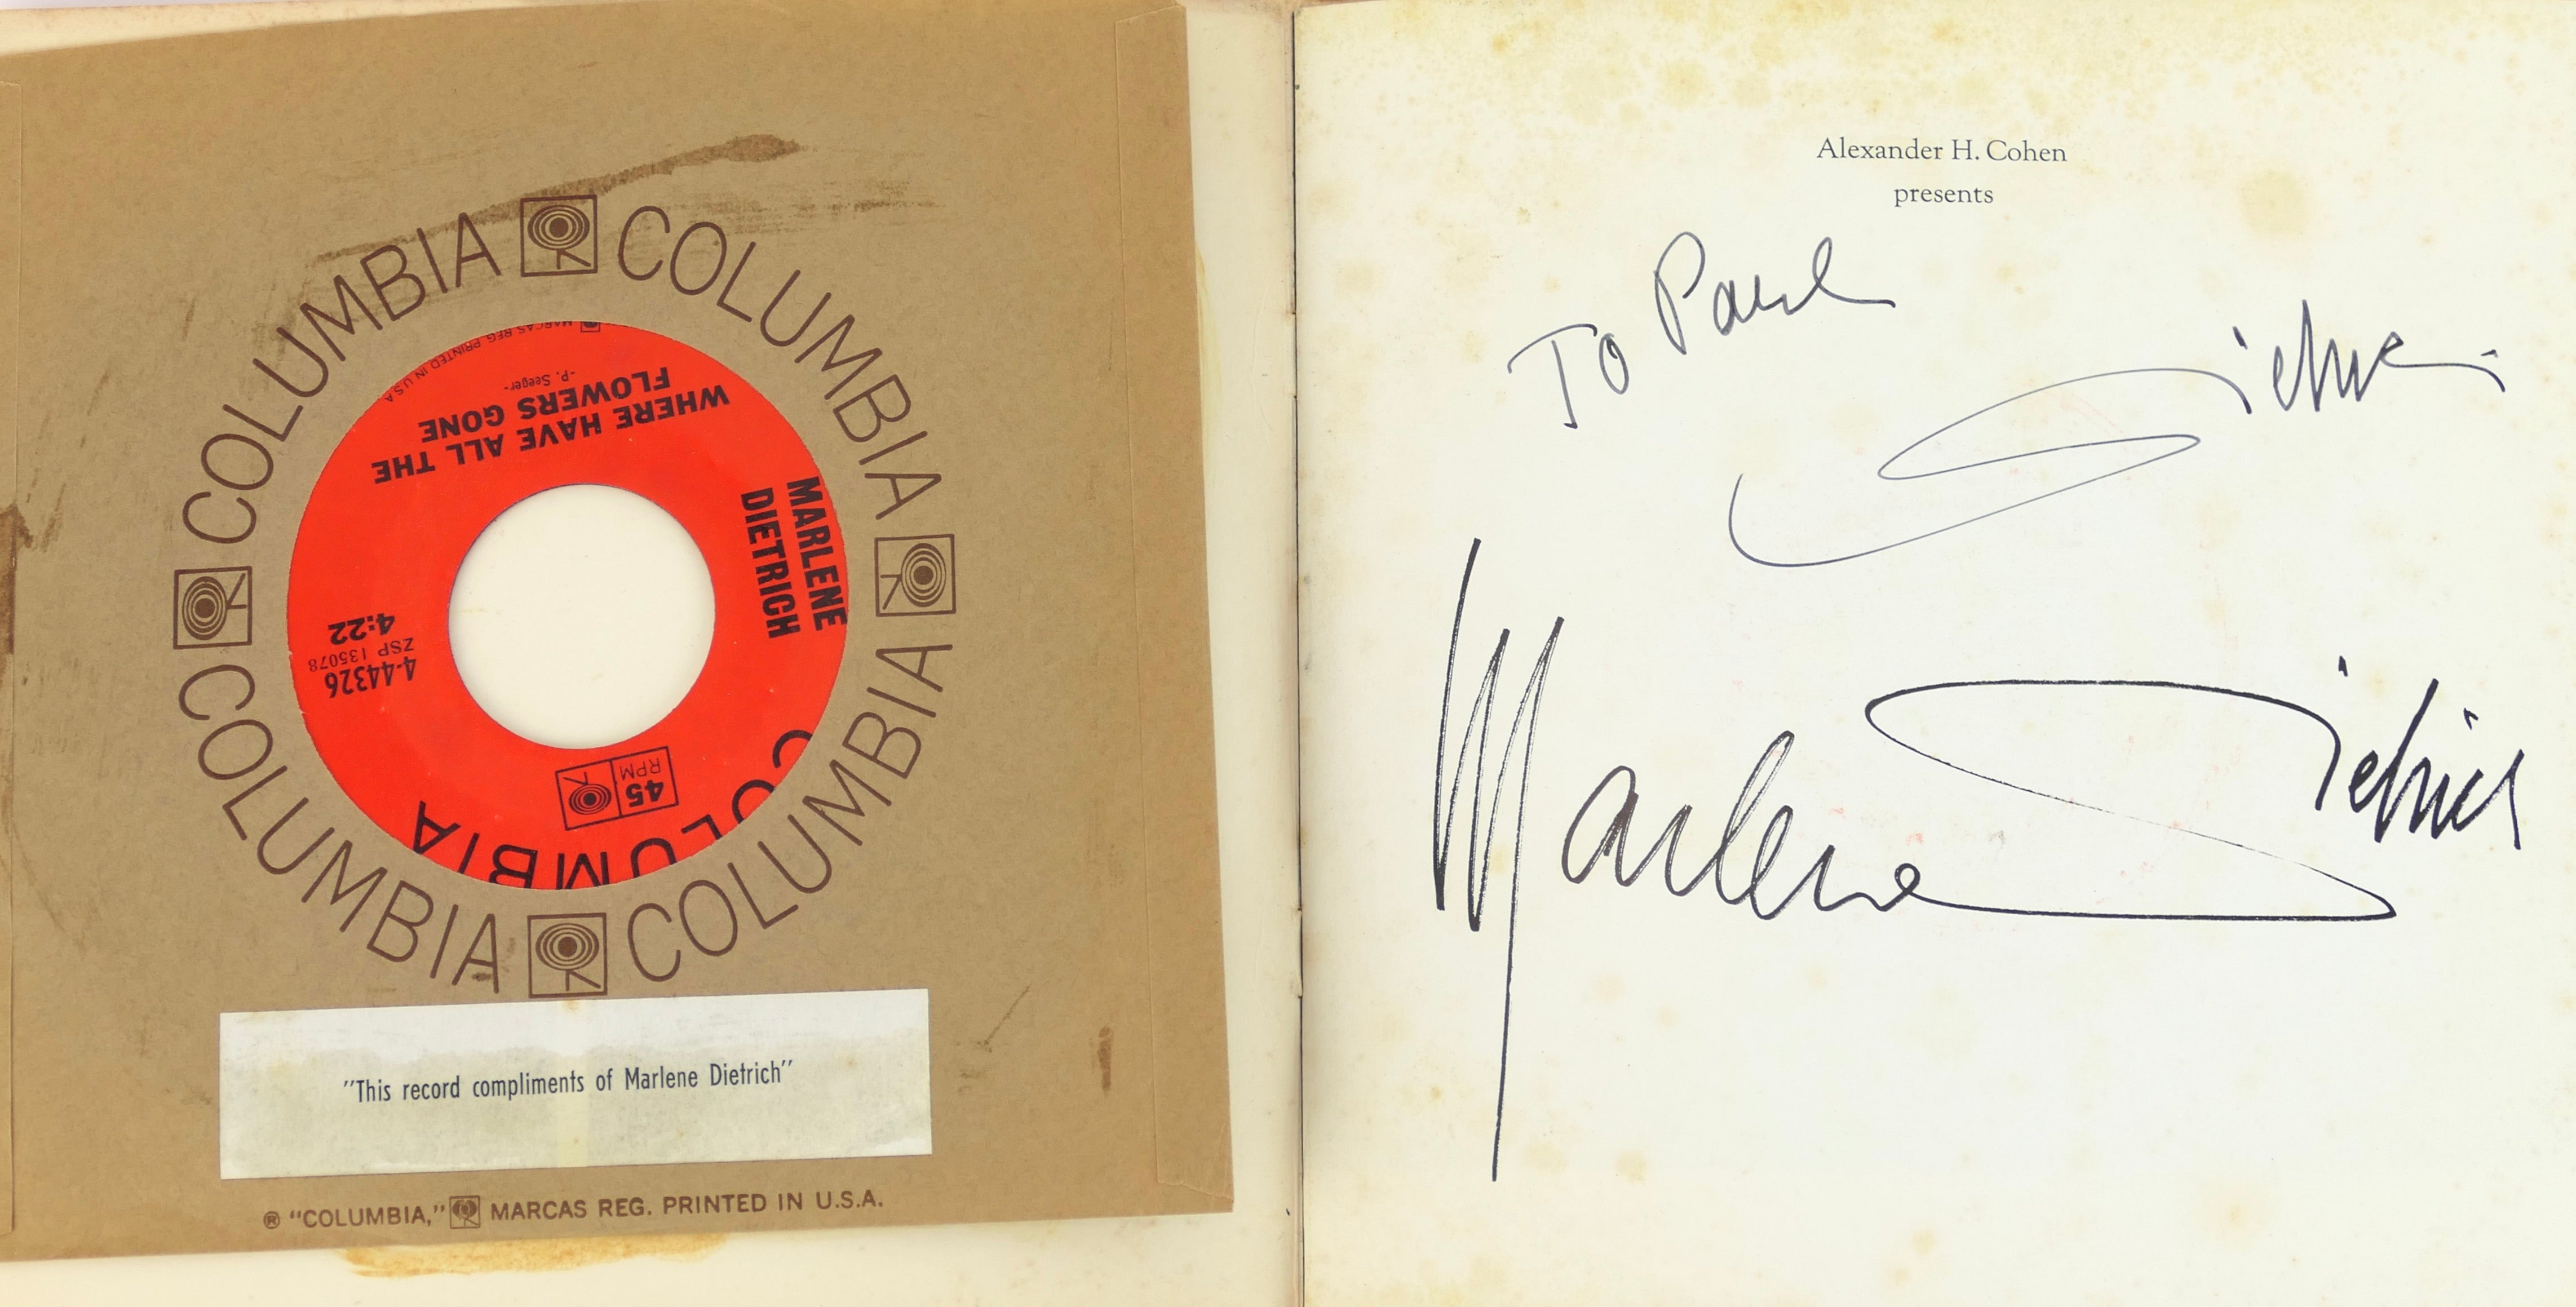 COLUMBIA COLUMBIA COLUMBIA COLUMBIA COLUMBIA COLUMBIA
MARCAS REG. PRINTED IN U.S.A
COLUMBIA
45
RPM
4-44326
ZSP 135078
4:22
MARLENE
DIETRICH
WHERE HAVE ALL THE
FLOWERS GONE
-P. Seeger-
"This record compliments of Marlene Dietrich"
® "COLUMBIA," MARCAS REG. PRINTED IN U.S.A.
Alexander H. Cohen
presents
To Paul
Marlene Dietrich